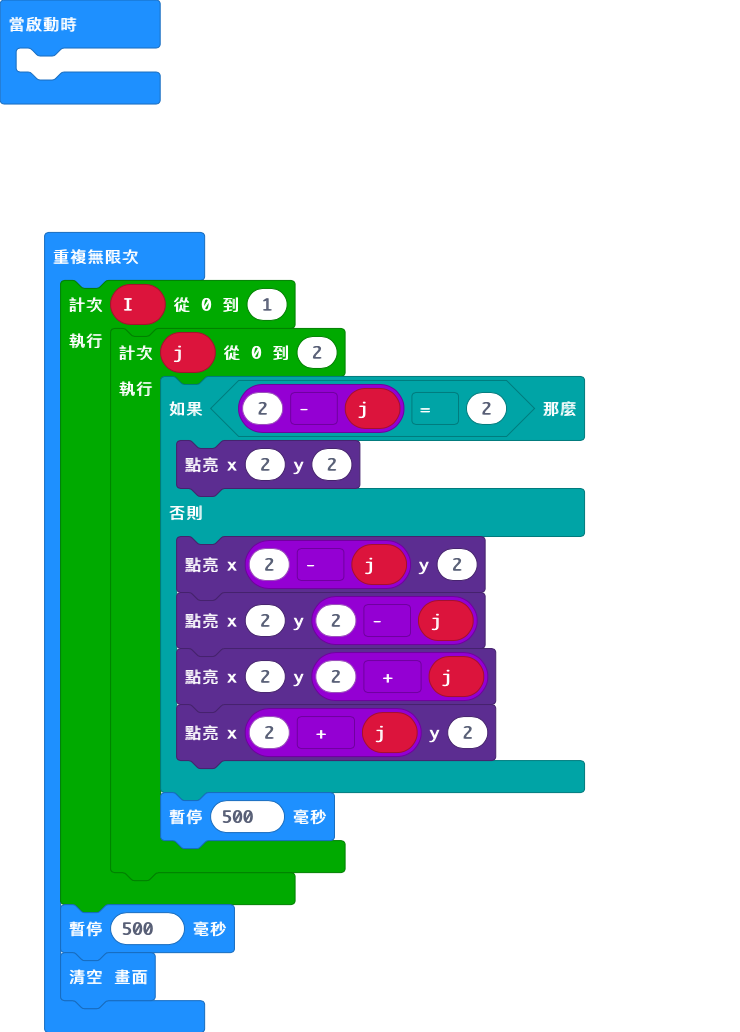 當啟動時
重複無限次
計次 I 從 0 到 1
執行
計次 j 從 0 到 2
執行
如果 2 - j = 2 那麼
點亮 x 2 y 2
否則
點亮 x 2 - j y 2
點亮 x 2 y 2 - j
點亮 x 2 y 2 + j
點亮 x 2 + j y 2
暫停 500 毫秒
暫停 500 毫秒
清空 畫面